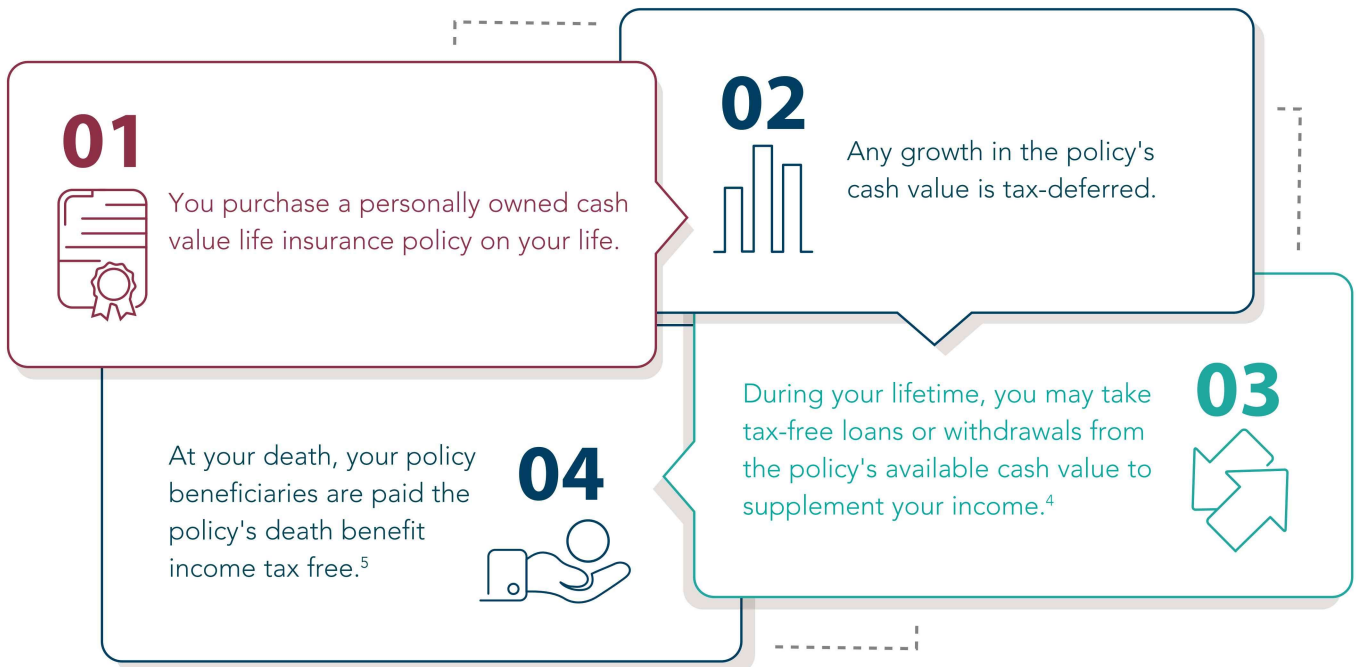 01
You purchase a personally owned cash
value life insurance policy on your life.
02
Any growth in the policy's
cash value is tax-deferred.
03
During your lifetime, you may take
tax-free loans or withdrawals from
the policy's available cash value to
supplement your income.⁴
04
At your death, your policy
beneficiaries are paid the
policy's death benefit
income tax free.⁵